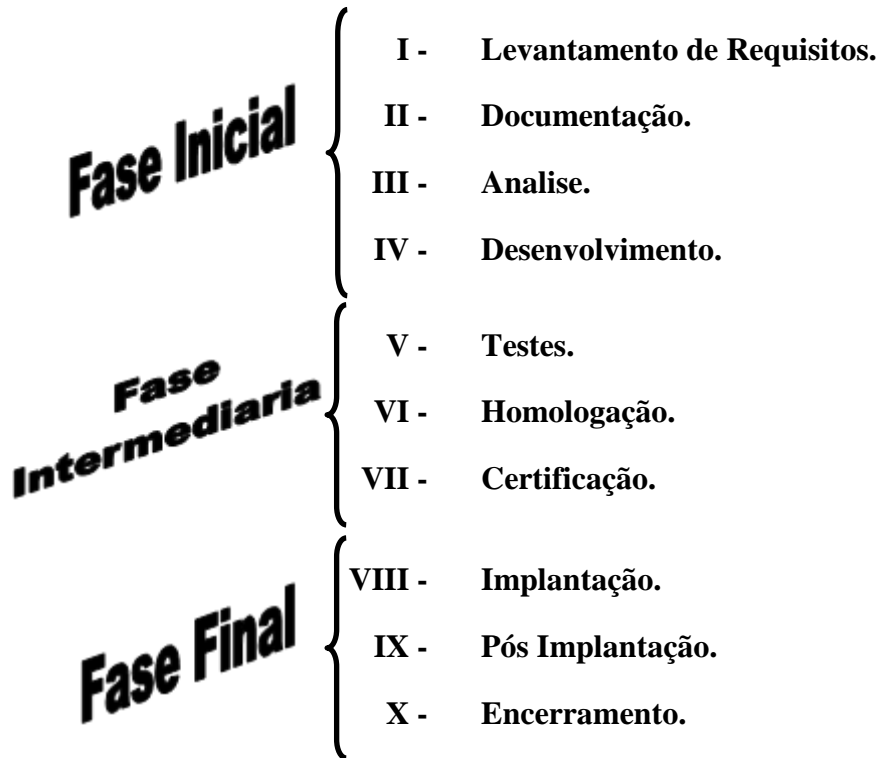 Fase Inicial
I - Levantamento de Requisitos.
II - Documentação.
III - Analise.
IV - Desenvolvimento.
Fase
Intermediaria
V - Testes.
VI - Homologação.
VII - Certificação.
Fase Final
VIII - Implantação.
IX - Pós Implantação.
X - Encerramento.